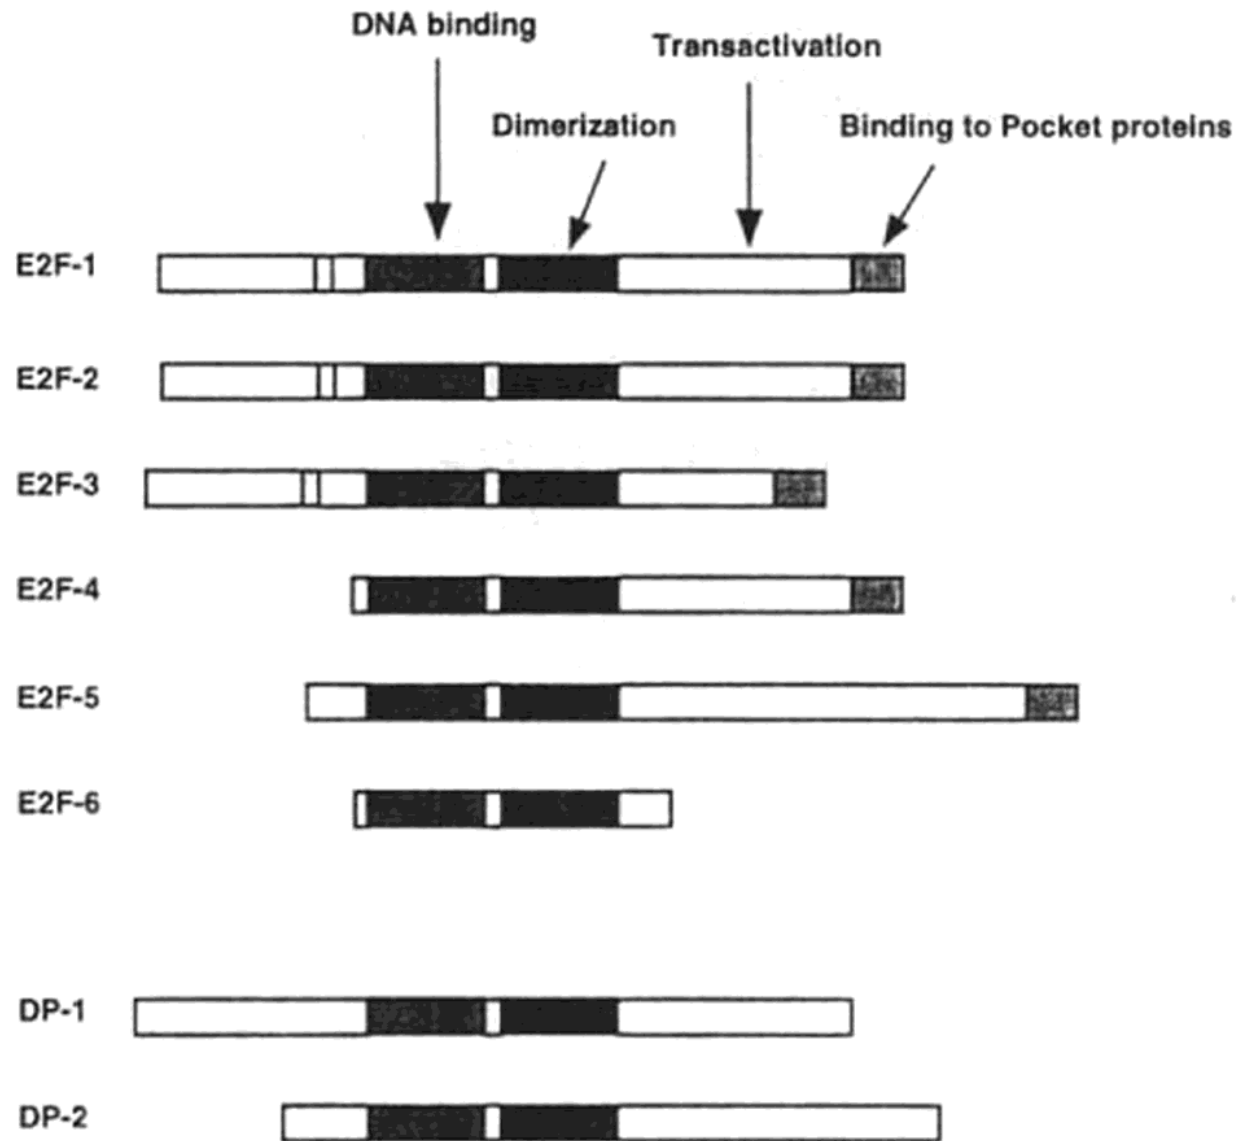 DNA binding
Transactivation
Dimerization
Binding to Pocket proteins
E2F-1
E2F-2
E2F-3
E2F-4
E2F-5
E2F-6
DP-1
DP-2